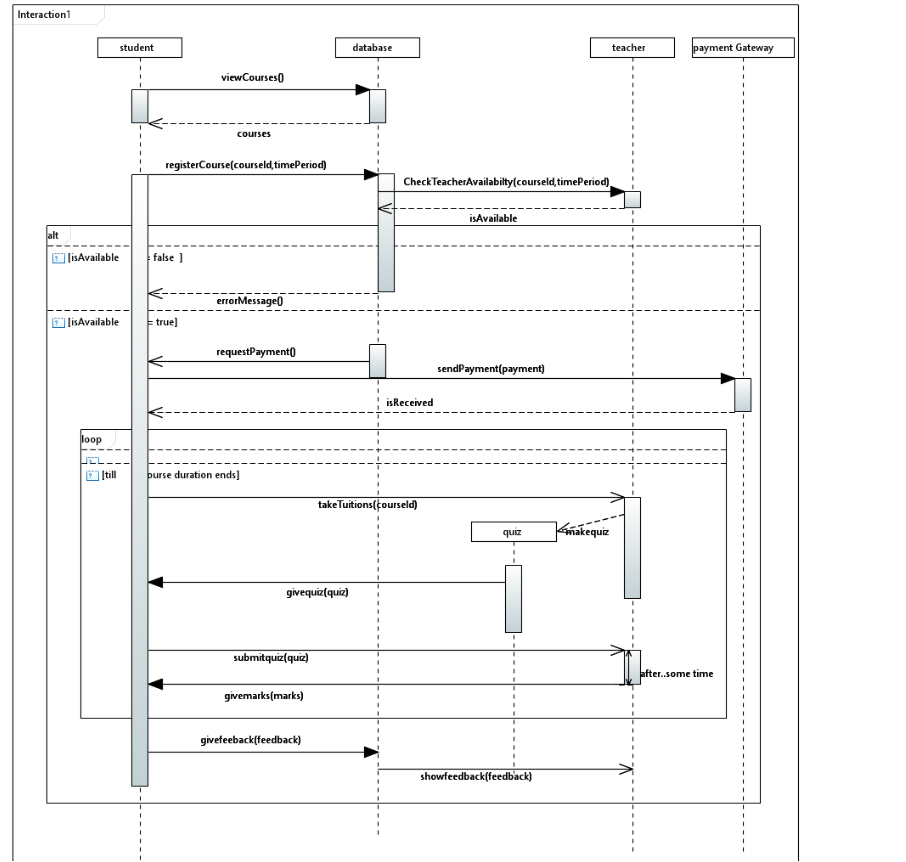 Interaction1
student
database
teacher
payment Gateway
viewCourses()
courses
registerCourse(courseId,timePeriod)
CheckTeacherAvailabilty(courseId,timePeriod)
isAvailable
alt
[isAvailable = false ]
errorMessage()
[isAvailable = true]
requestPayment()
sendPayment(payment)
isReceived
loop
[till ourse duration ends]
takeTuitions(courseId)
quiz
makequiz
givequiz(quiz)
submitquiz(quiz)
after..some time
givemarks(marks)
givefeeback(feedback)
showfeedback(feedback)